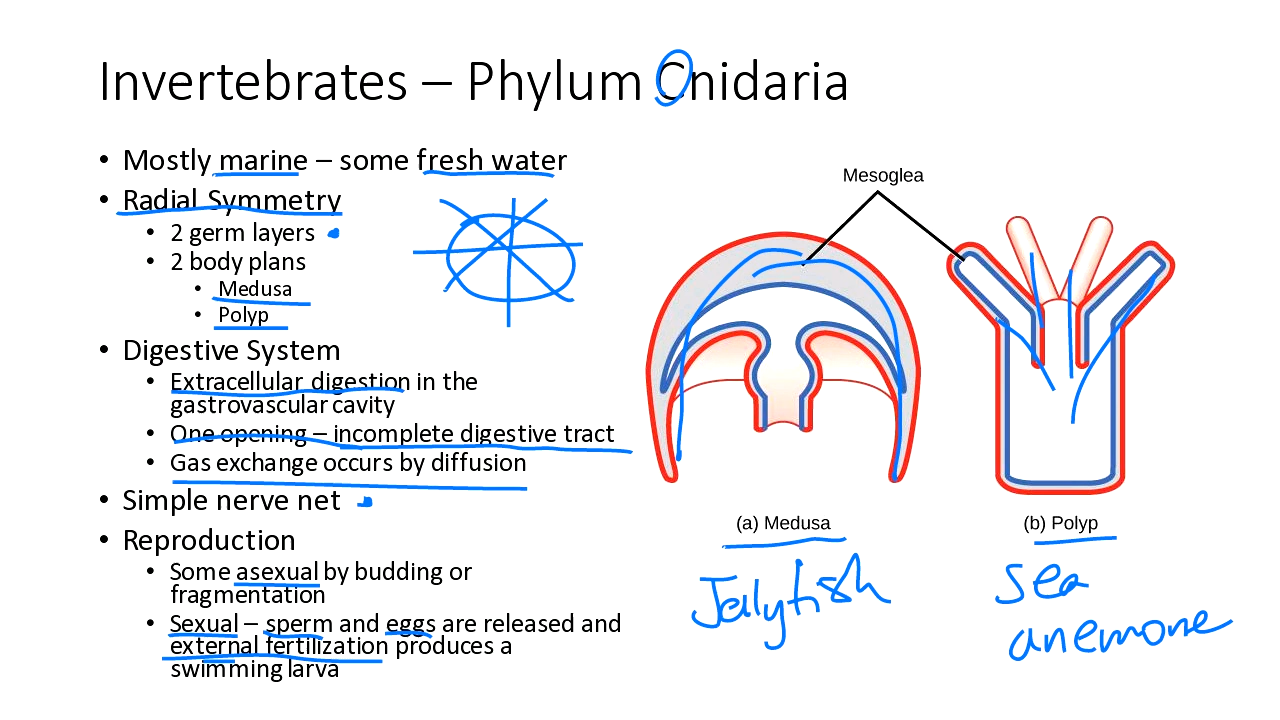 Invertebrates – Phylum Cnidaria
• Mostly marine – some fresh water
• Radial Symmetry
• 2 germ layers
• 2 body plans
• Medusa
• Polyp
• Digestive System
• Extracellular digestion in the
gastrovascular cavity
• One opening – incomplete digestive tract
• Gas exchange occurs by diffusion
• Simple nerve net
• Reproduction
• Some asexual by budding or
fragmentation
• Sexual – sperm and eggs are released and
external fertilization produces a
swimming larva
Mesoglea
(a) Medusa
(b) Polyp
Jellyfish
sea
anemone